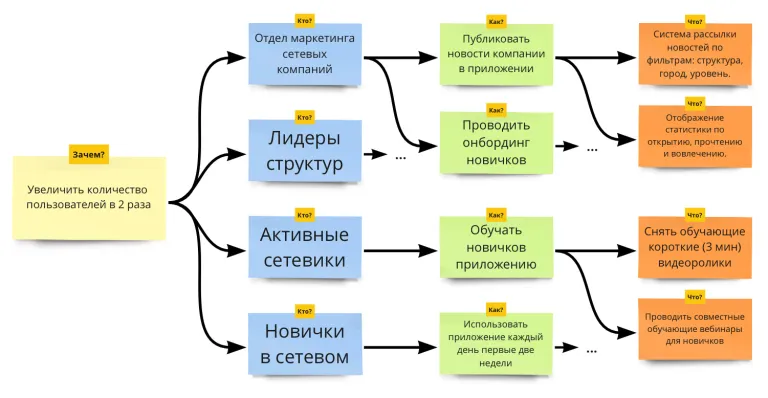 Зачем?
Увеличить количество
пользователей в 2 раза
Кто?
Отдел маркетинга
сетевых
компаний
Как?
Публиковать
новости компании
в приложении
Что?
Система рассылки
новостей по
фильтрам: структура,
город, уровень.
Что?
Отображение
статистики по
открытию, прочтению
и вовлечению.
Как?
Проводить
онбординг
новичков
...
Кто?
Лидеры
структур
...
Кто?
Активные
сетевики
Как?
Обучать
новичков
приложению
Что?
Снять обучающие
короткие (3 мин)
видеоролики
Что?
Проводить совместные
обучающие вебинары
для новичков
Кто?
Новички
в сетевом
Как?
Использовать
приложение каждый
день первые две
недели
...